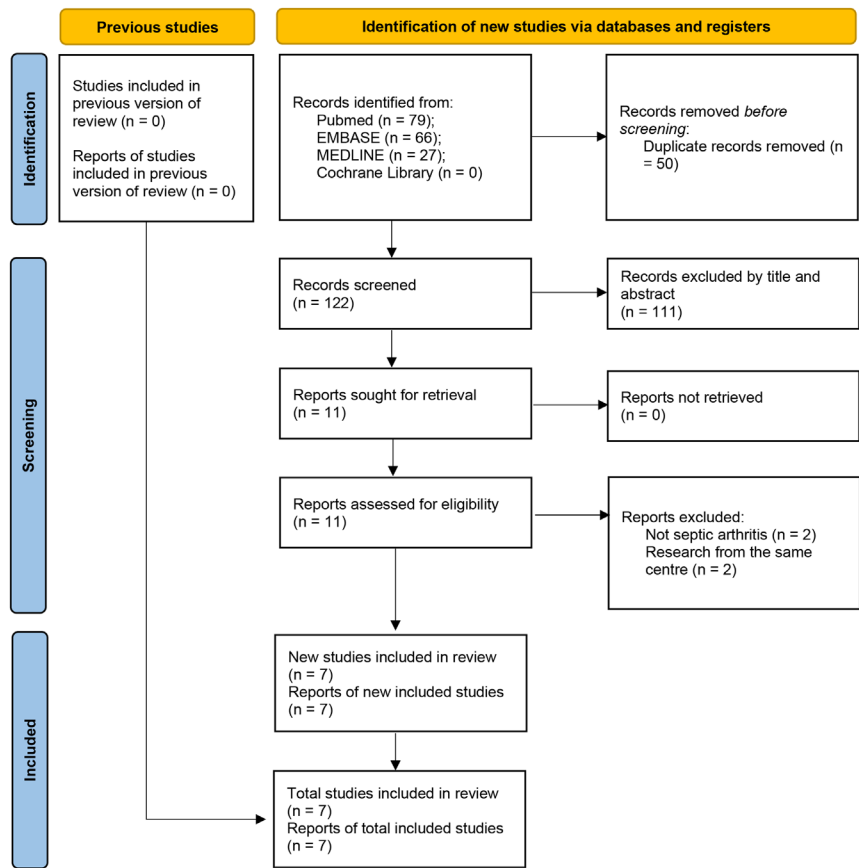 Previous studies
Identification of new studies via databases and registers
Identification
Studies included in
previous version of
review (n = 0)
Reports of studies
included in previous
version of review (n = 0)
Records identified from:
Pubmed (n = 79);
EMBASE (n = 66);
MEDLINE (n = 27);
Cochrane Library (n = 0)
Records removed before
screening:
Duplicate records removed (n
= 50)
Screening
Records screened
(n = 122)
Records excluded by title and
abstract
(n = 111)
Reports sought for retrieval
(n = 11)
Reports not retrieved
(n = 0)
Reports assessed for eligibility
(n = 11)
Reports excluded:
Not septic arthritis (n = 2)
Research from the same
centre (n = 2)
Included
New studies included in review
(n = 7)
Reports of new included studies
(n = 7)
Total studies included in review
(n = 7)
Reports of total included studies
(n = 7)